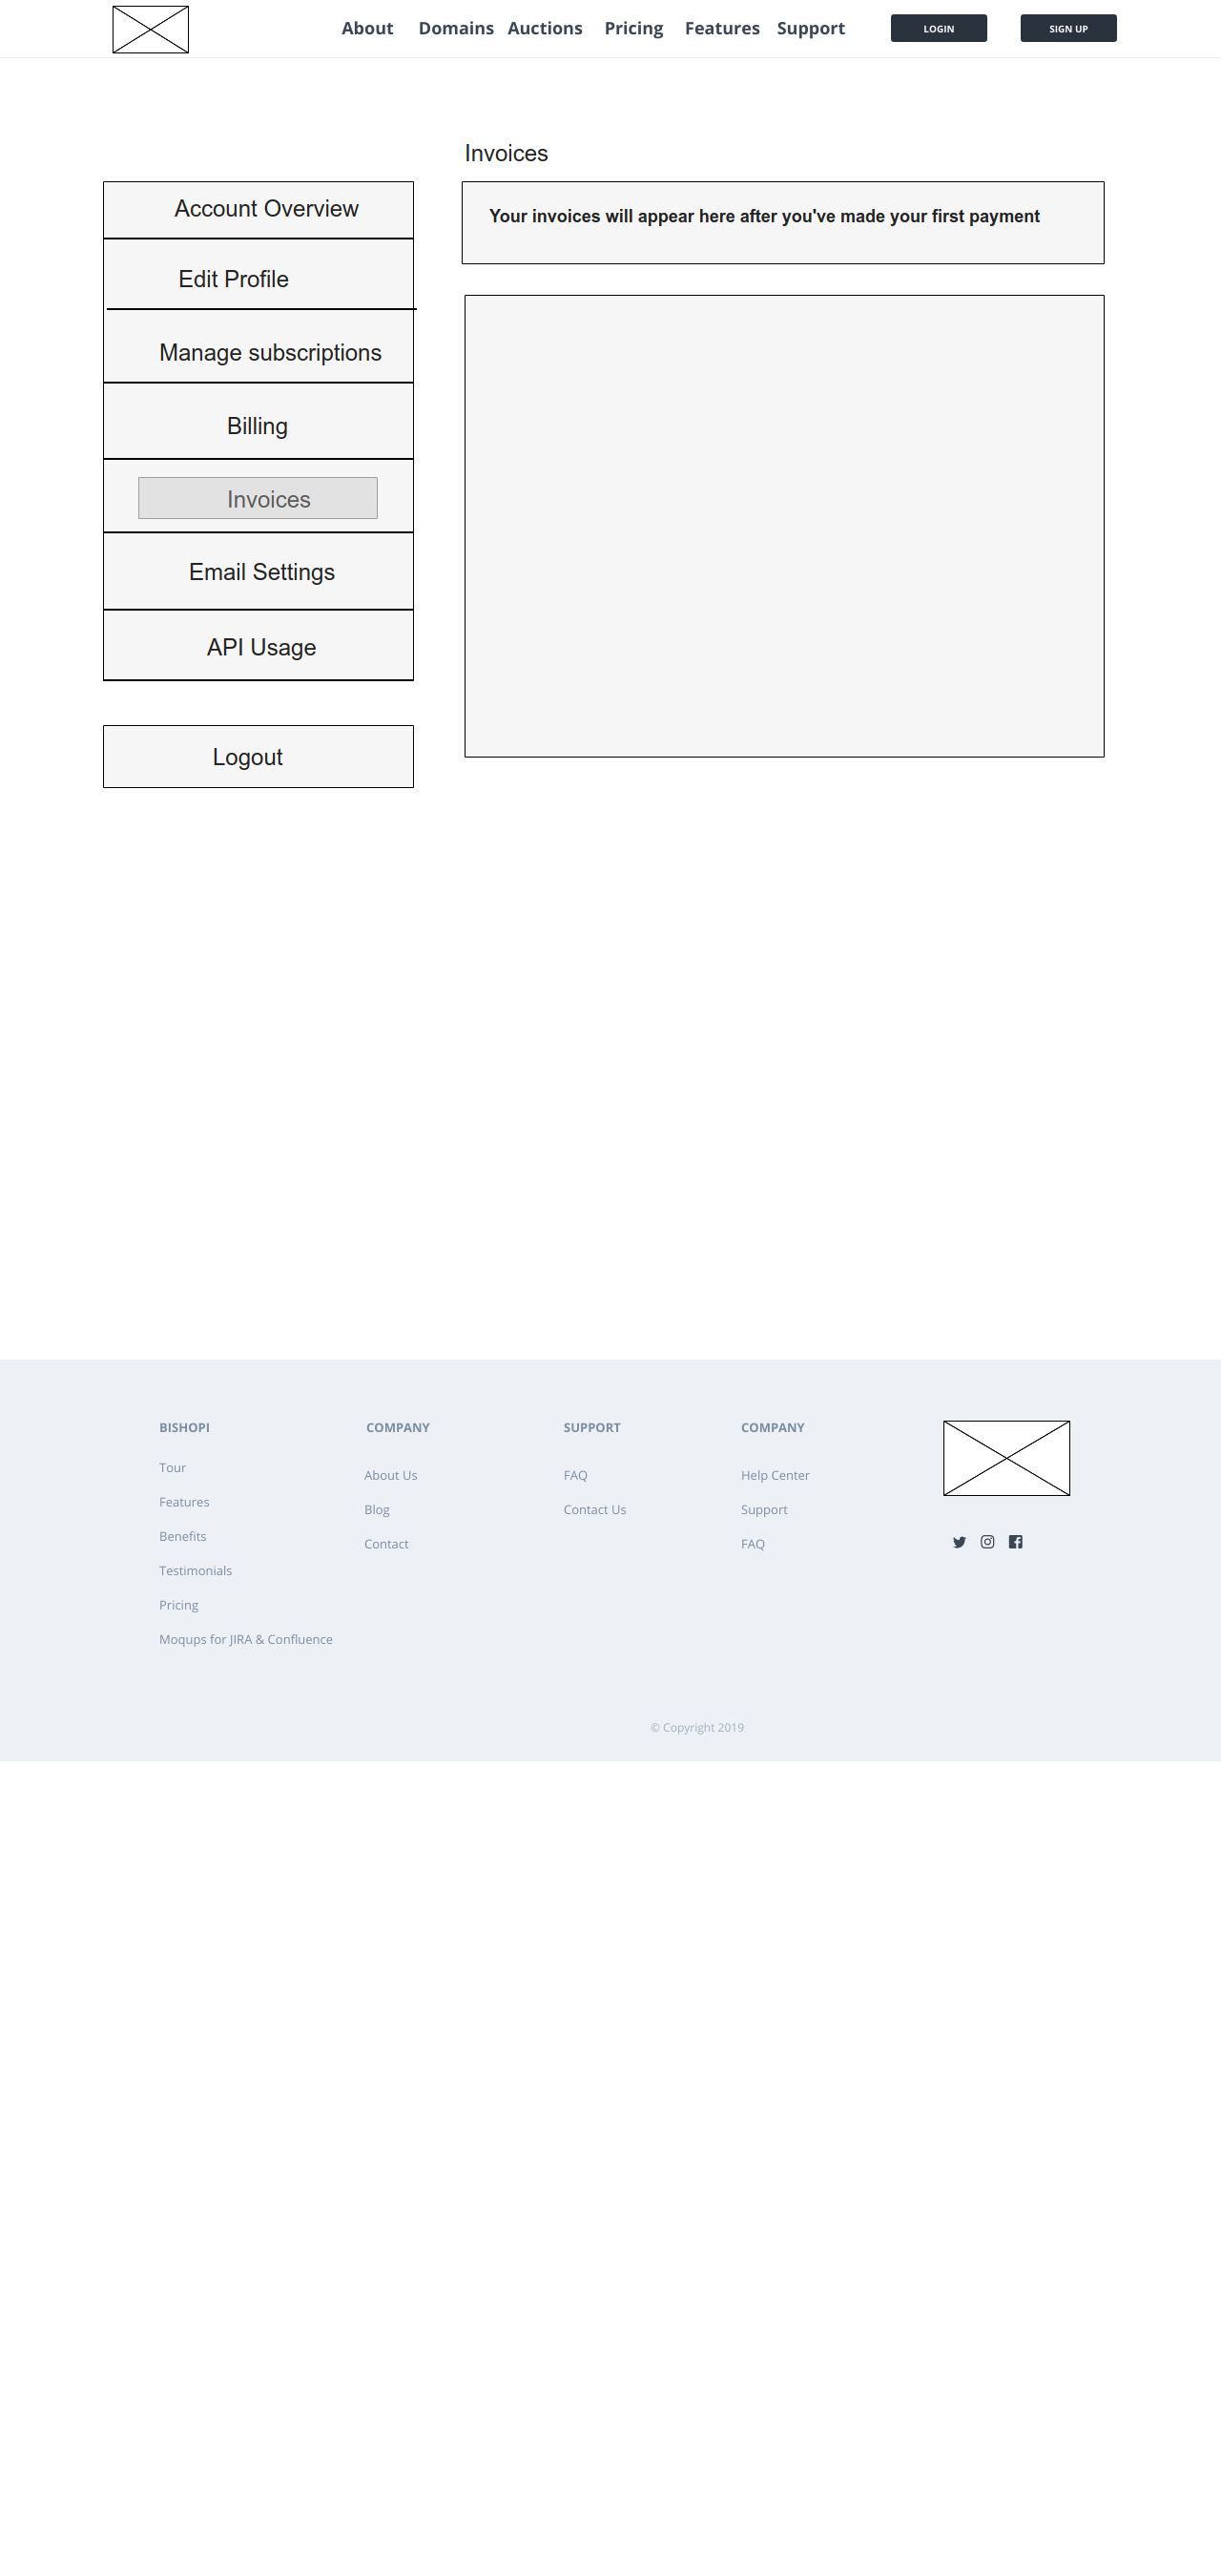 About Domains Auctions Pricing Features Support LOGIN SIGN UP
Invoices
Account Overview
Edit Profile
Manage subscriptions
Billing
Invoices
Email Settings
API Usage
Logout
Your invoices will appear here after you've made your first payment
BISHOPI
Tour
Features
Benefits
Testimonials
Pricing
Moqups for JIRA & Confluence
COMPANY
About Us
Blog
Contact
SUPPORT
FAQ
Contact Us
COMPANY
Help Center
Support
FAQ
© Copyright 2019